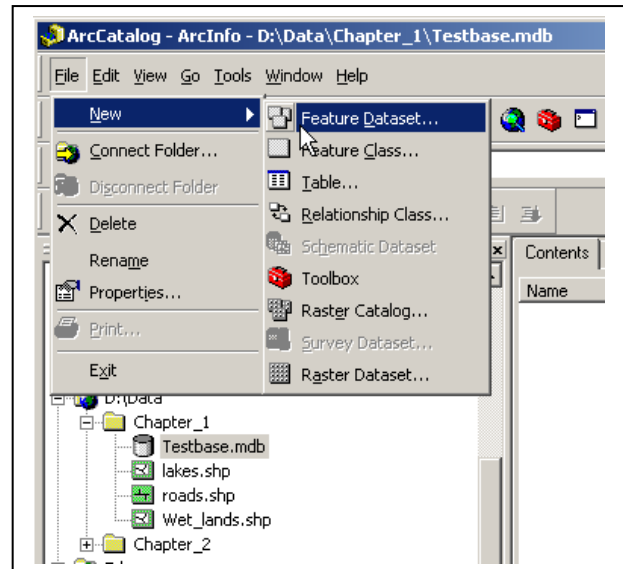 ArcCatalog - ArcInfo - D:\Data\Chapter_1\Testbase.mdb
File Edit View Go Tools Window Help
New
Connect Folder...
Disconnect Folder
Delete
Rename
Properties...
Print...
Exit
Feature Dataset...
Feature Class...
Table...
Relationship Class...
Schematic Dataset
Toolbox
Raster Catalog...
Survey Dataset...
Raster Dataset...
Contents
Name
D:\Data
Chapter_1
Testbase.mdb
lakes.shp
roads.shp
Wet_lands.shp
Chapter_2